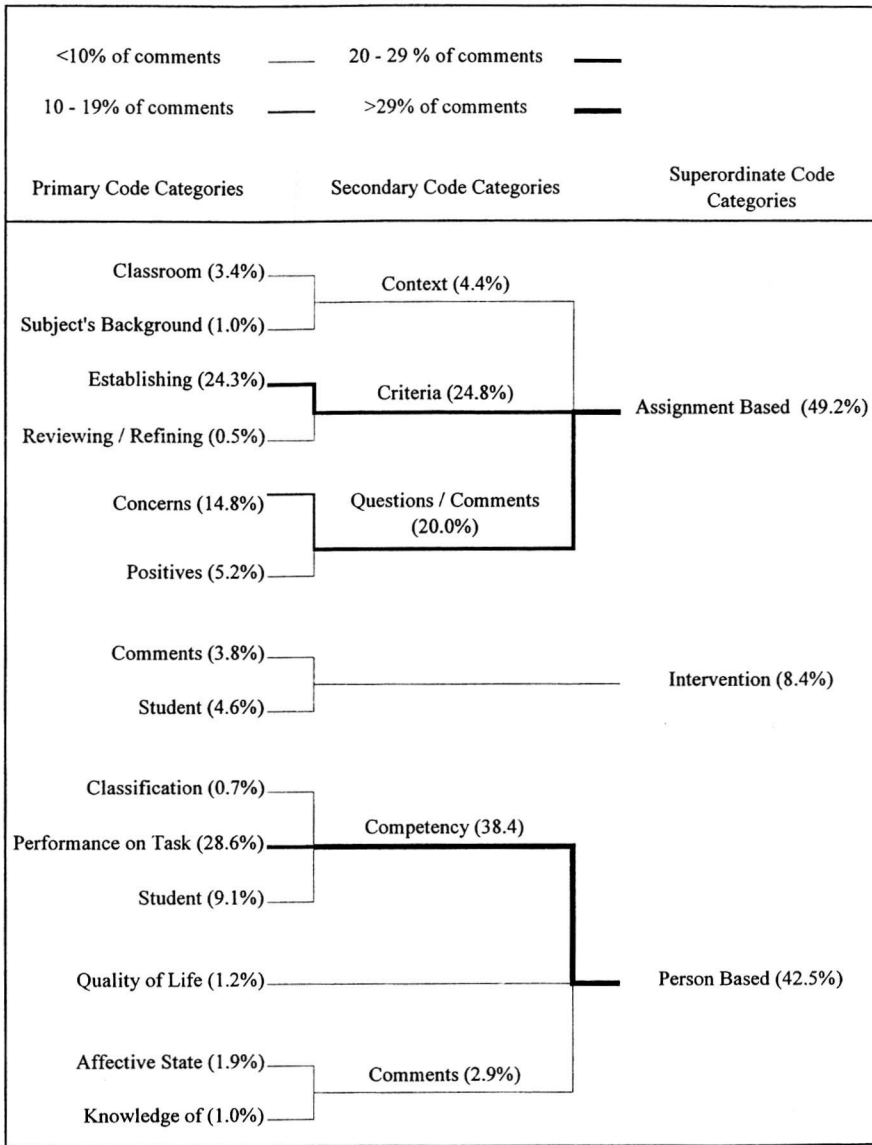 <10% of comments 20 - 29 % of comments
10 - 19% of comments >29% of comments
Primary Code Categories Secondary Code Categories Superordinate Code Categories
Classroom (3.4%)
Context (4.4%)
Subject's Background (1.0%)
Establishing (24.3%)
Criteria (24.8%)
Assignment Based (49.2%)
Reviewing / Refining (0.5%)
Concerns (14.8%)
Questions / Comments
(20.0%)
Positives (5.2%)
Comments (3.8%)
Intervention (8.4%)
Student (4.6%)
Classification (0.7%)
Competency (38.4)
Performance on Task (28.6%)
Student (9.1%)
Quality of Life (1.2%)
Person Based (42.5%)
Affective State (1.9%)
Comments (2.9%)
Knowledge of (1.0%)